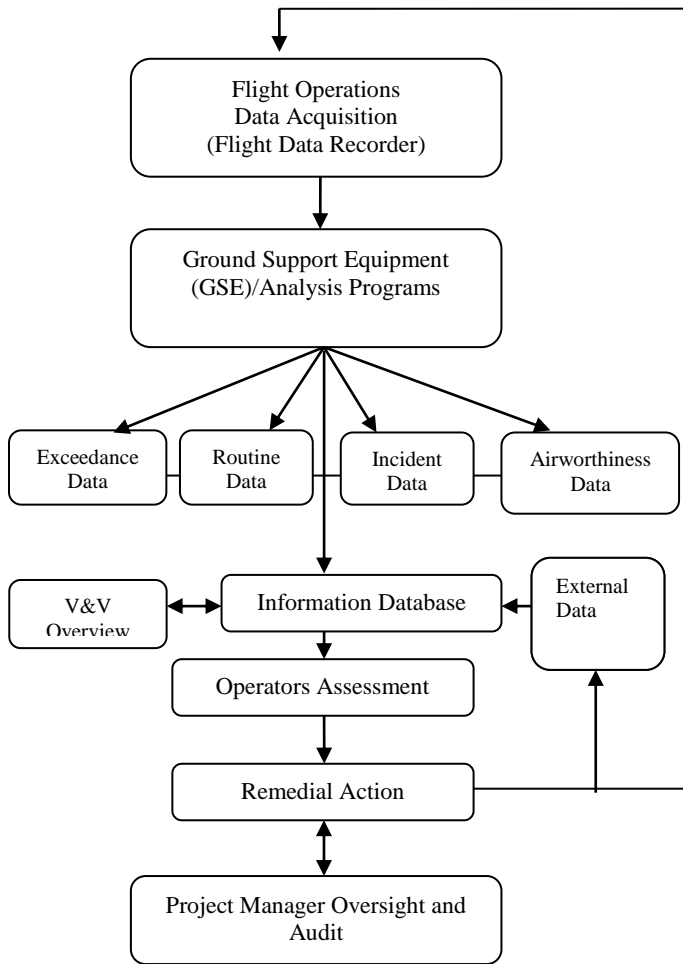 Flight Operations
Data Acquisition
(Flight Data Recorder)
Ground Support Equipment
(GSE)/Analysis Programs
Exceedance
Data
Routine
Data
Incident
Data
Airworthiness
Data
V&V
Overview
Information Database
External
Data
Operators Assessment
Remedial Action
Project Manager Oversight and
Audit